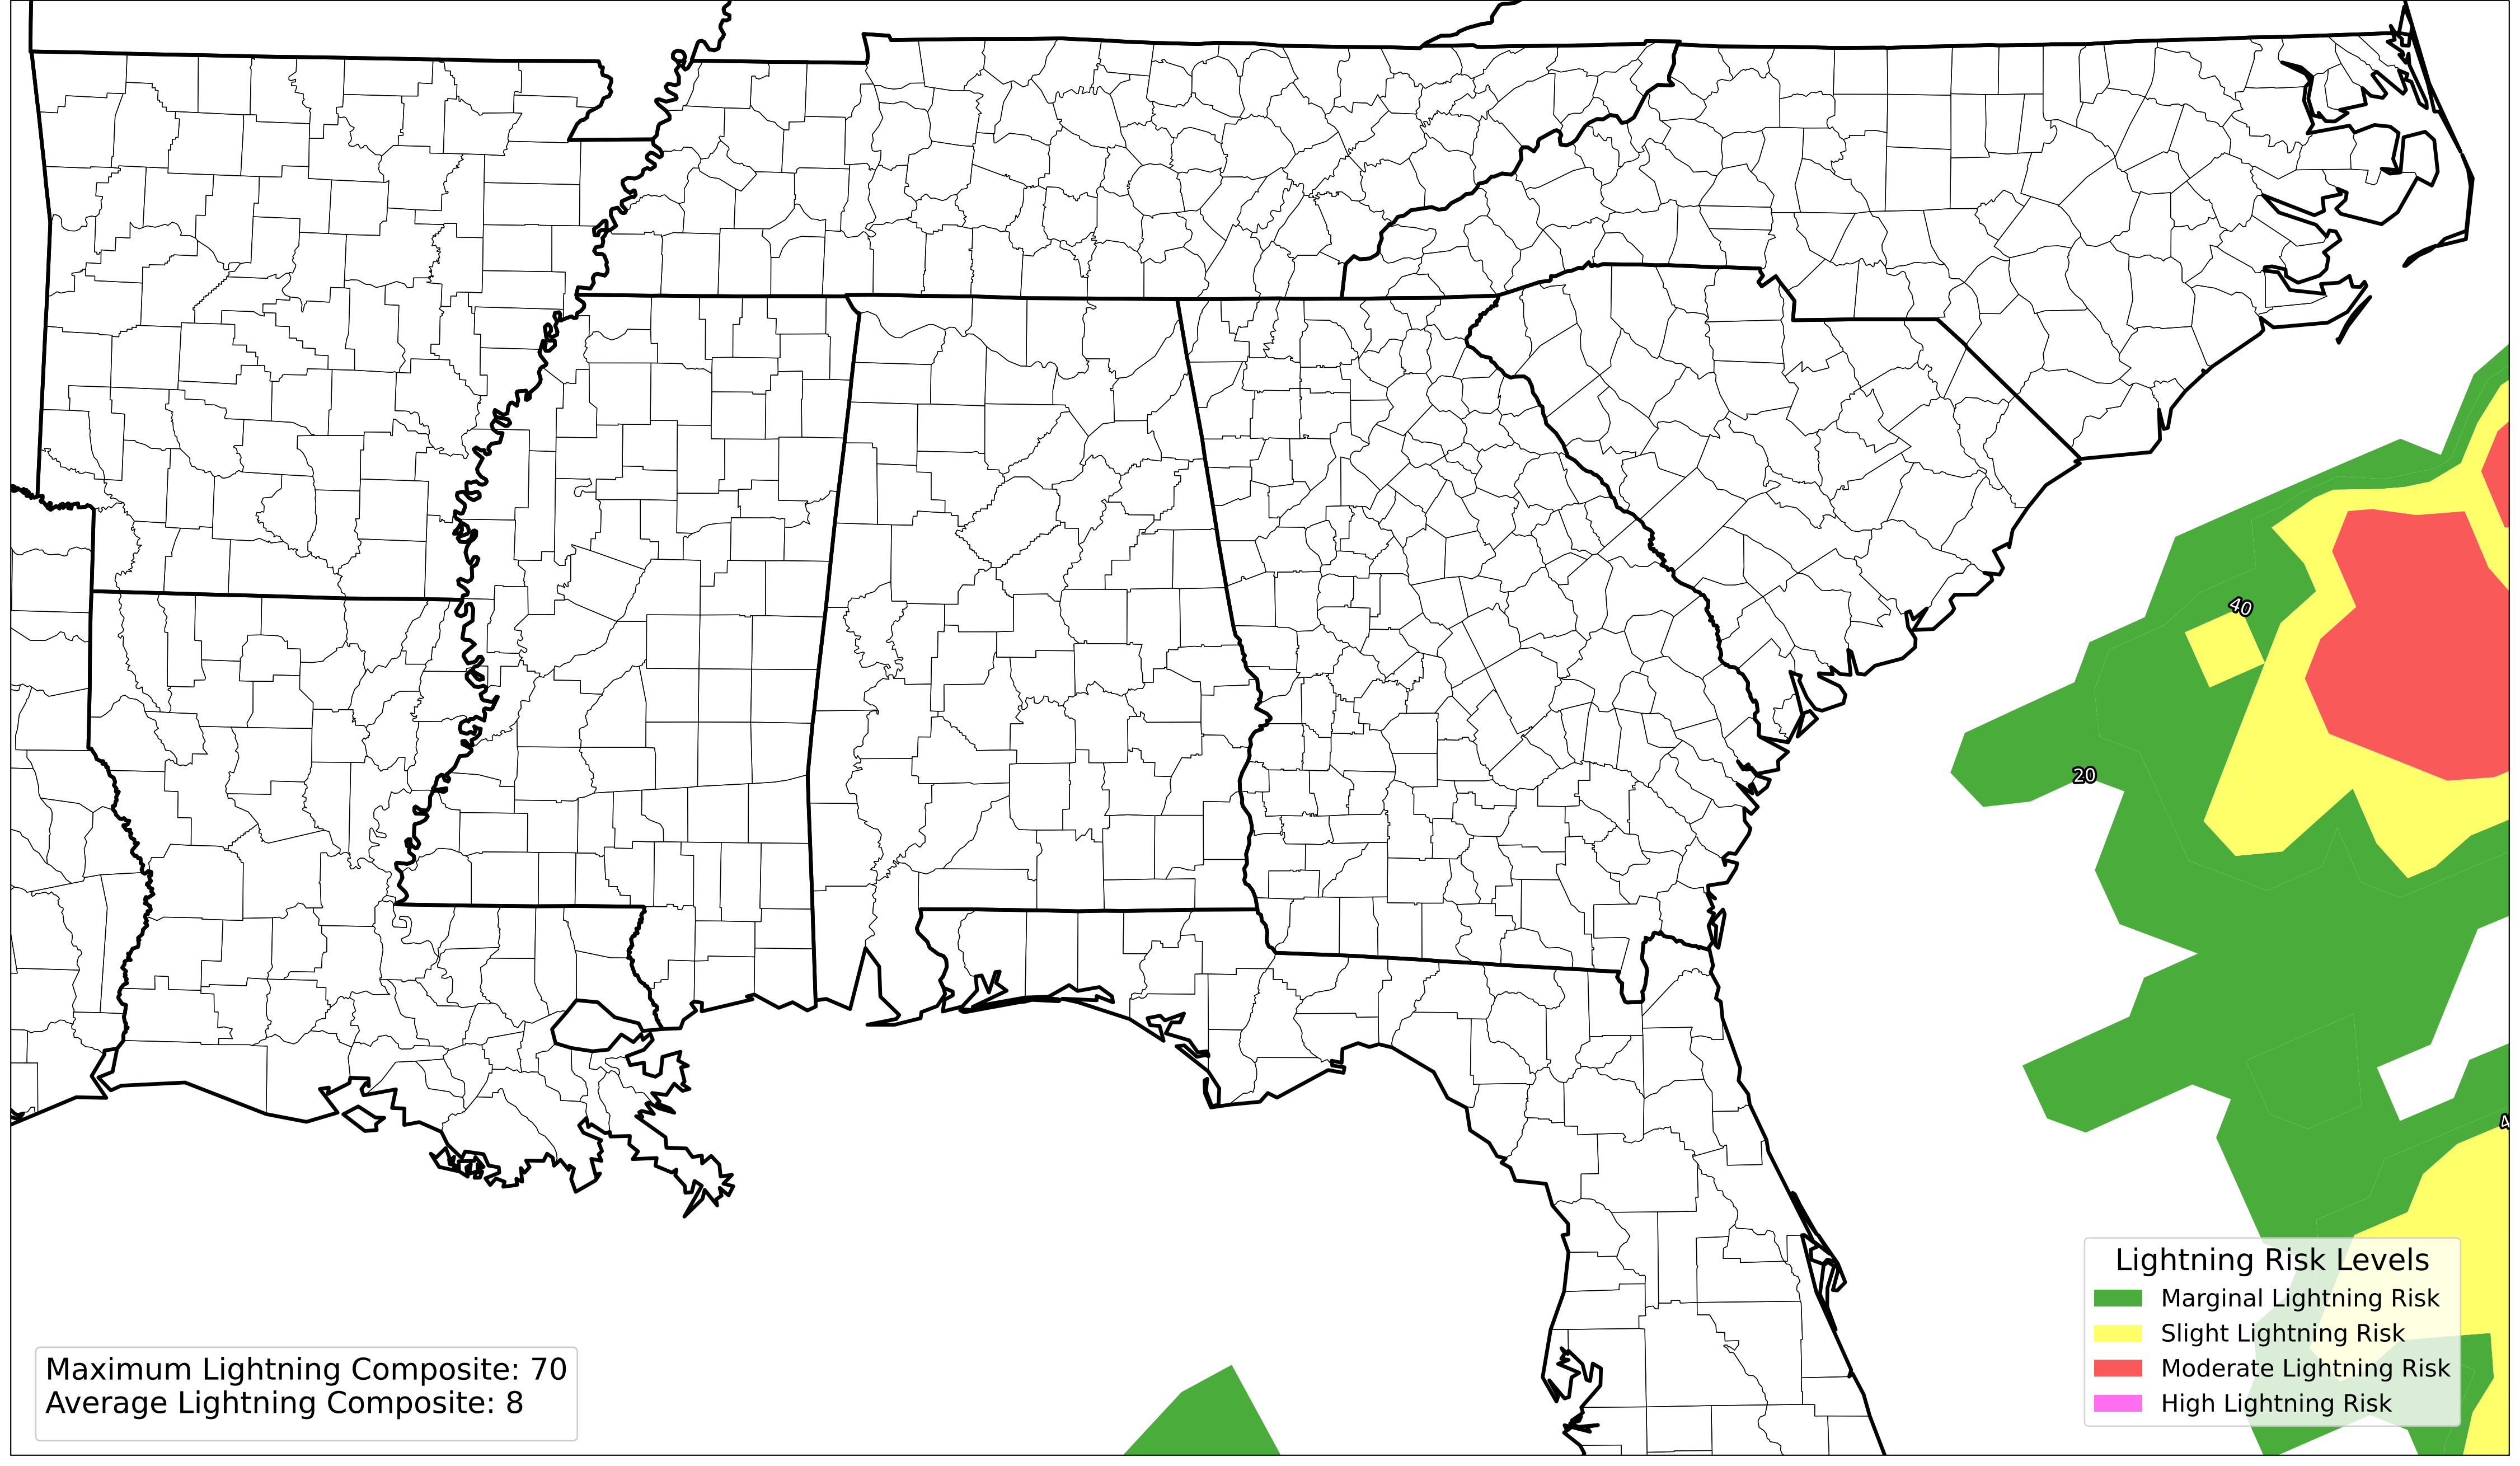 40
20
Lightning Risk Levels
Marginal Lightning Risk
Slight Lightning Risk
Moderate Lightning Risk
High Lightning Risk
Maximum Lightning Composite: 70
Average Lightning Composite: 8